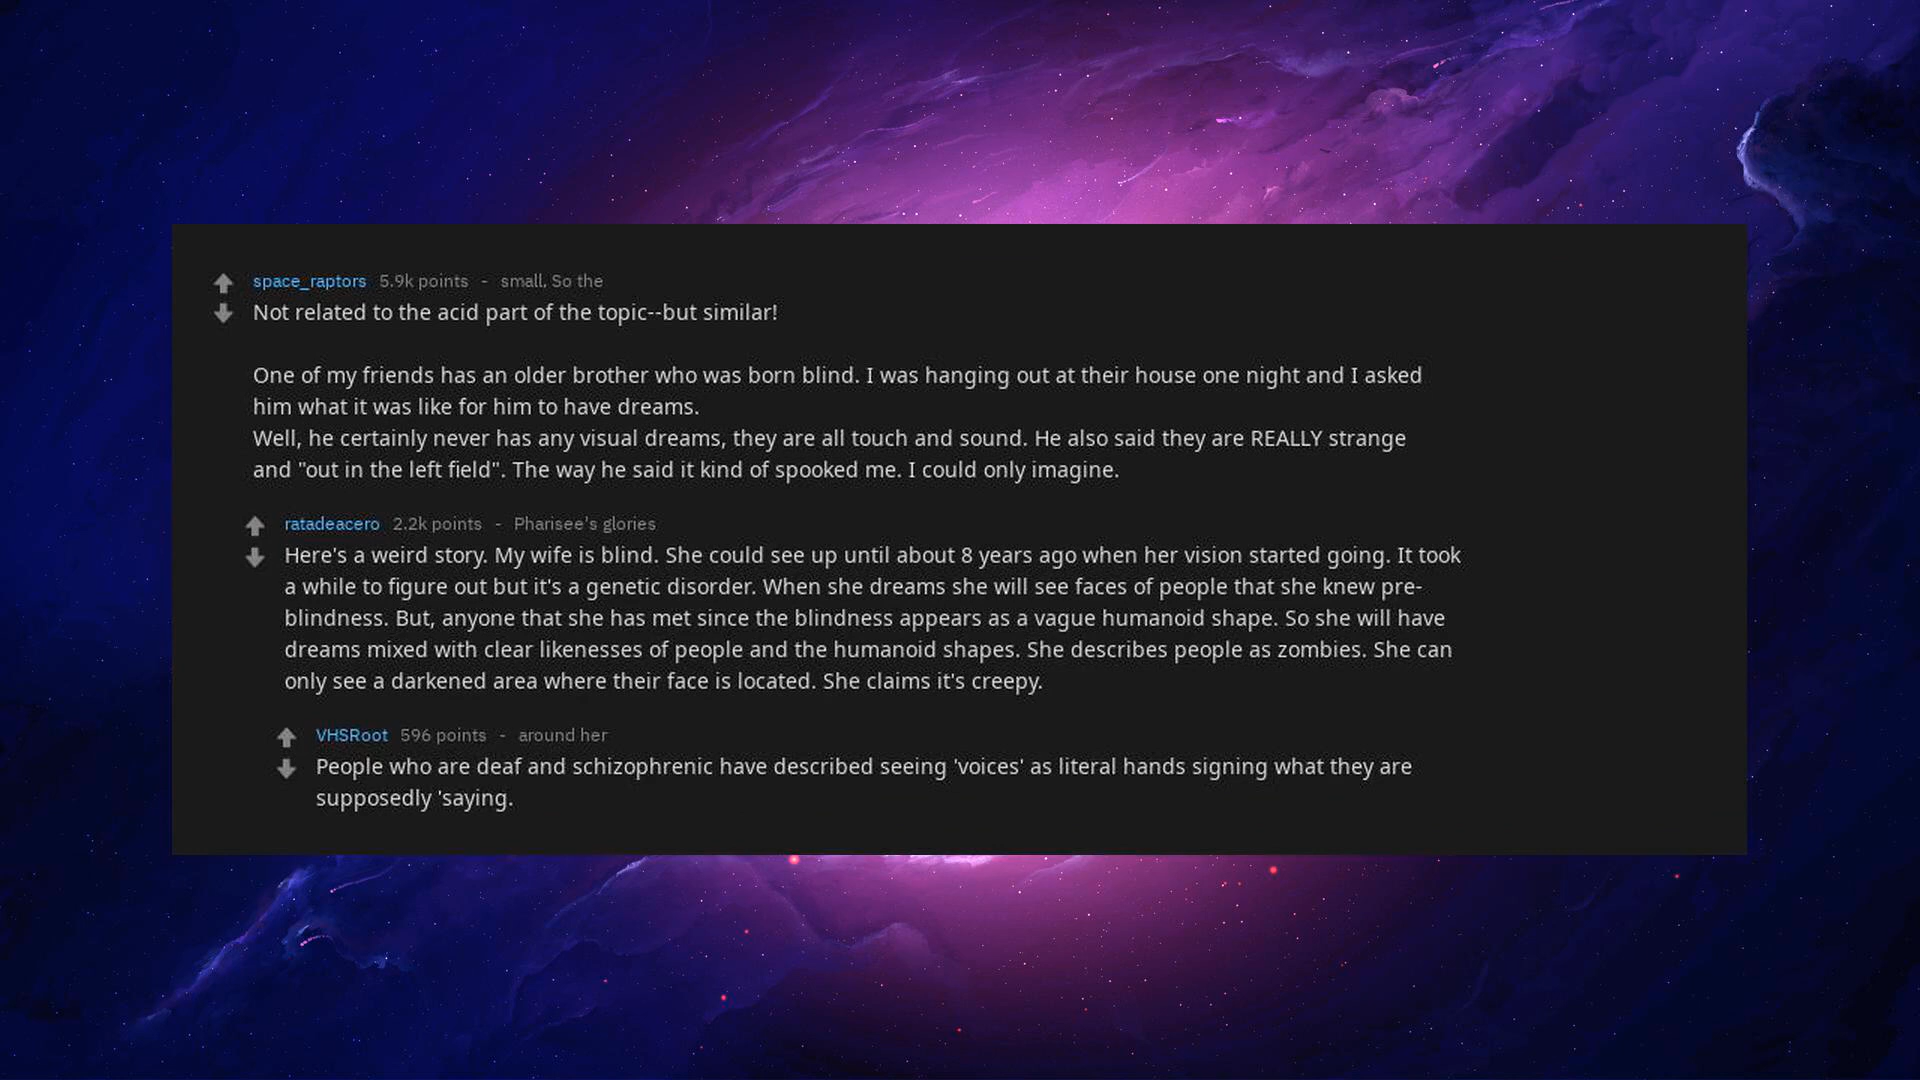 space_raptors 5.9k points - small, So the
Not related to the acid part of the topic--but similar!
One of my friends has an older brother who was born blind. I was hanging out at their house one night and I asked
him what it was like for him to have dreams.
Well, he certainly never has any visual dreams, they are all touch and sound. He also said they are REALLY strange
and "out in the left field". The way he said it kind of spooked me. I could only imagine.
ratadeacero 2.2k points - Pharisee's glories
Here's a weird story. My wife is blind. She could see up until about 8 years ago when her vision started going. It took
a while to figure out but it's a genetic disorder. When she dreams she will see faces of people that she knew pre-
blindness. But, anyone that she has met since the blindness appears as a vague humanoid shape. So she will have
dreams mixed with clear likenesses of people and the humanoid shapes. She describes people as zombies. She can
only see a darkened area where their face is located. She claims it's creepy.
VHSRoot 596 points - around her
People who are deaf and schizophrenic have described seeing 'voices' as literal hands signing what they are
supposedly 'saying.